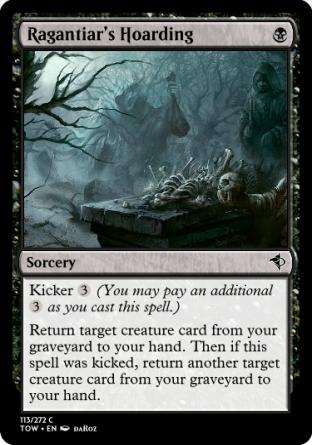 Ragantiar's Hoarding
Sorcery
Kicker 3 (You may pay an additional
3 as you cast this spell.)
Return target creature card from your
graveyard to your hand. Then if this
spell was kicked, return another target
creature card from your graveyard to
your hand.
113/272 C
TOW • EN DAROZ